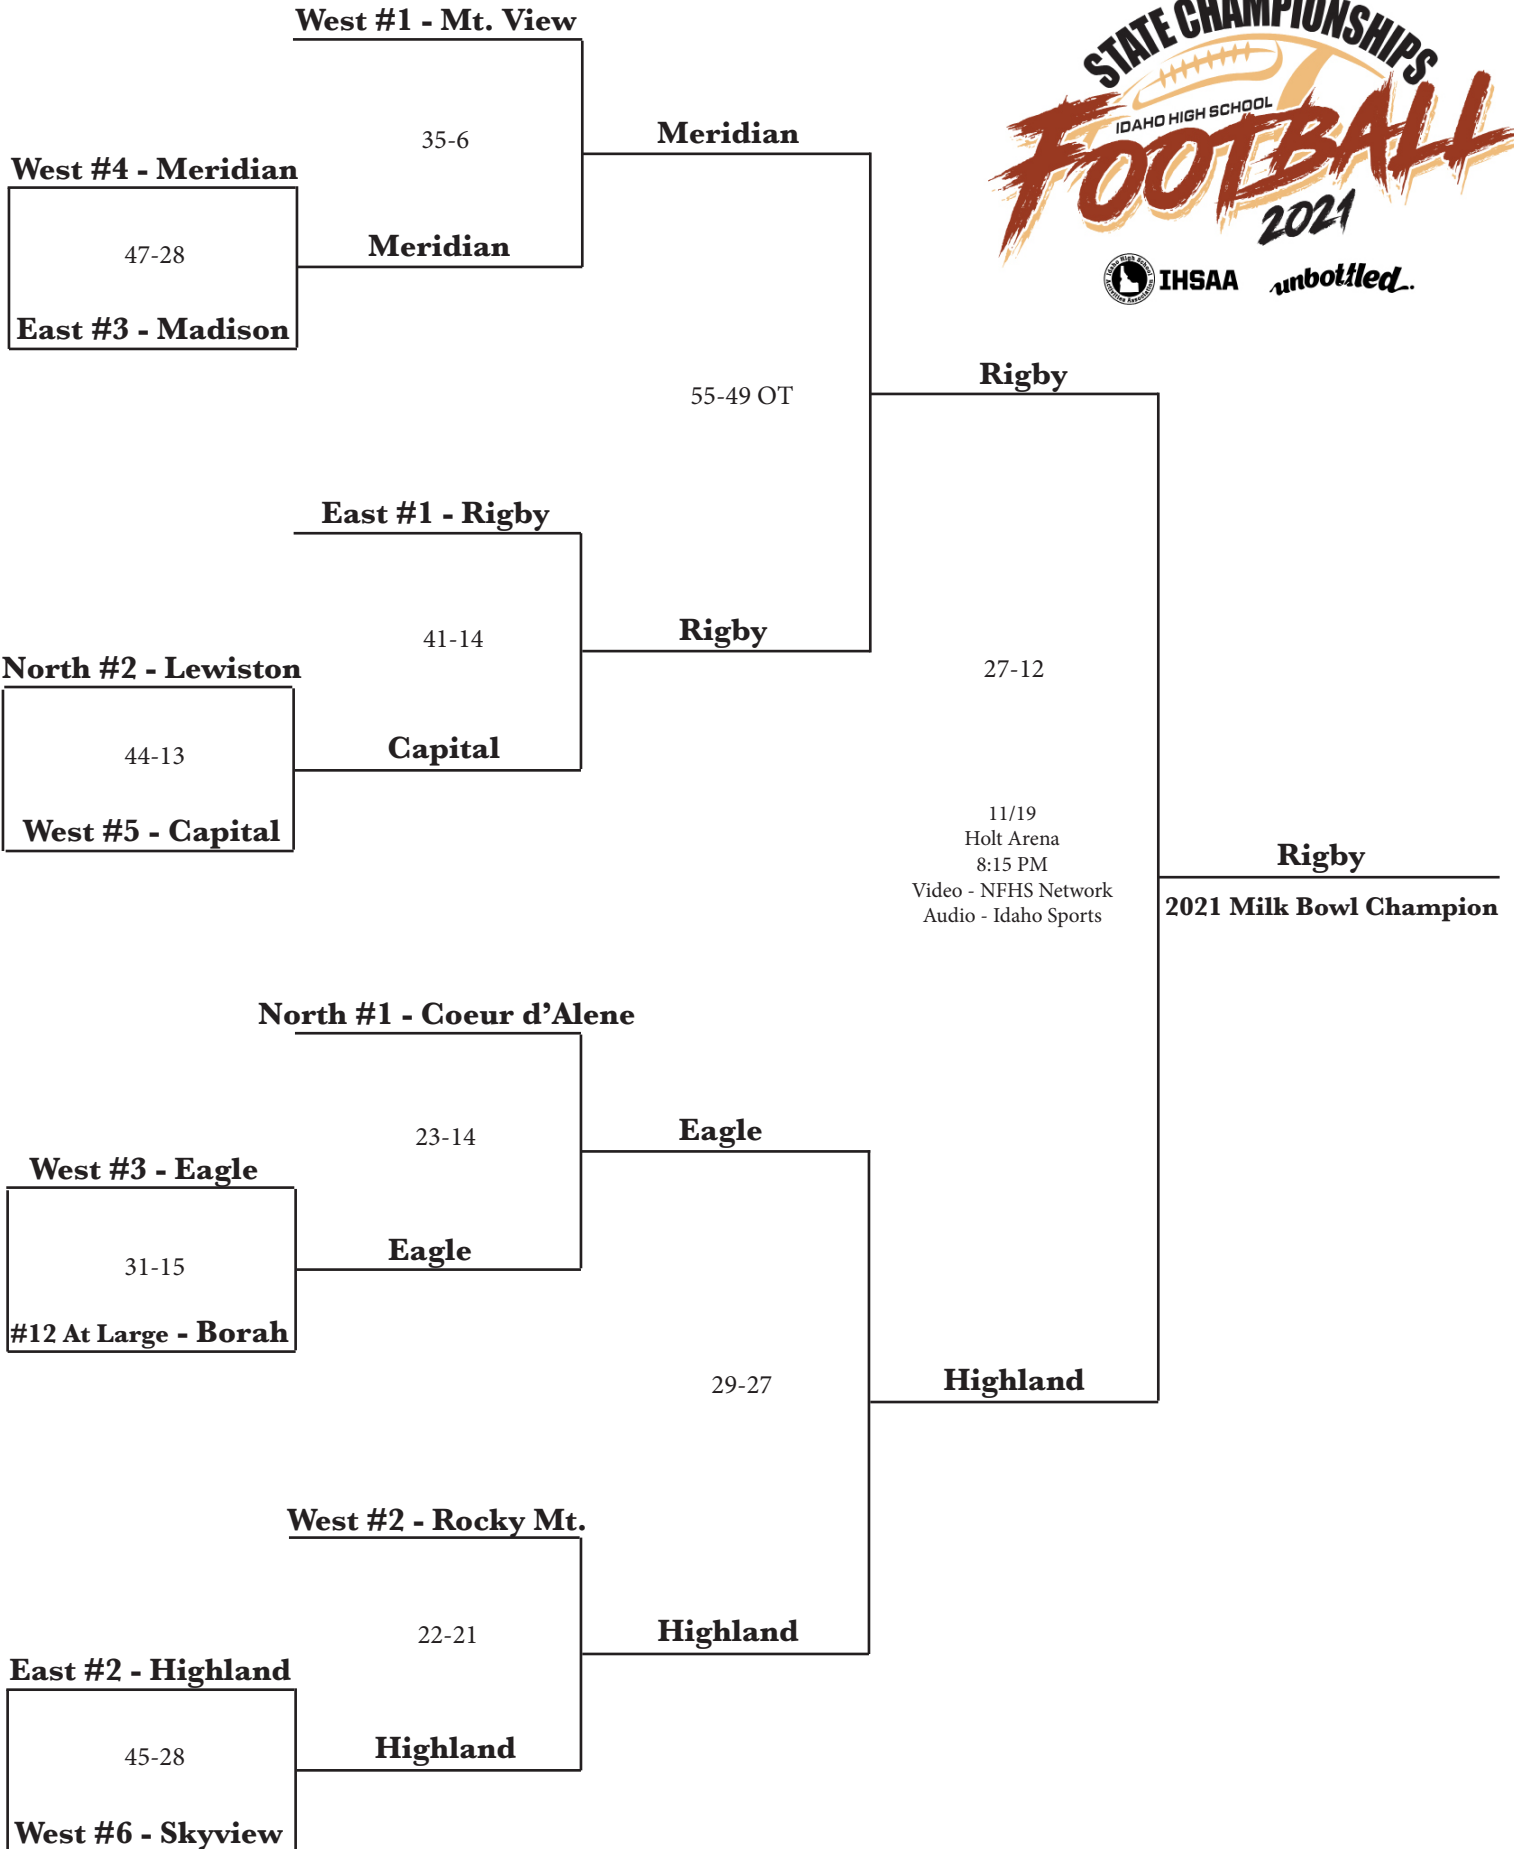 West #1 - Mt. View
STATE CHAMPIONSHIPS
IDAHO HIGH SCHOOL
FOOTBALL
2021
IHSAA
unbottled.
35-6
Meridian
West #4 - Meridian
47-28
Meridian
East #3 - Madison
55-49 OT
Rigby
East #1 - Rigby
41-14
Rigby
North #2 - Lewiston
44-13
Capital
West #5 - Capital
27-12
11/19
Holt Arena
8:15 PM
Video - NFHS Network
Audio - Idaho Sports
Rigby
2021 Milk Bowl Champion
North #1 - Coeur d’Alene
23-14
Eagle
West #3 - Eagle
31-15
Eagle
#12 At Large - Borah
29-27
Highland
West #2 - Rocky Mt.
22-21
Highland
East #2 - Highland
45-28
Highland
West #6 - Skyview